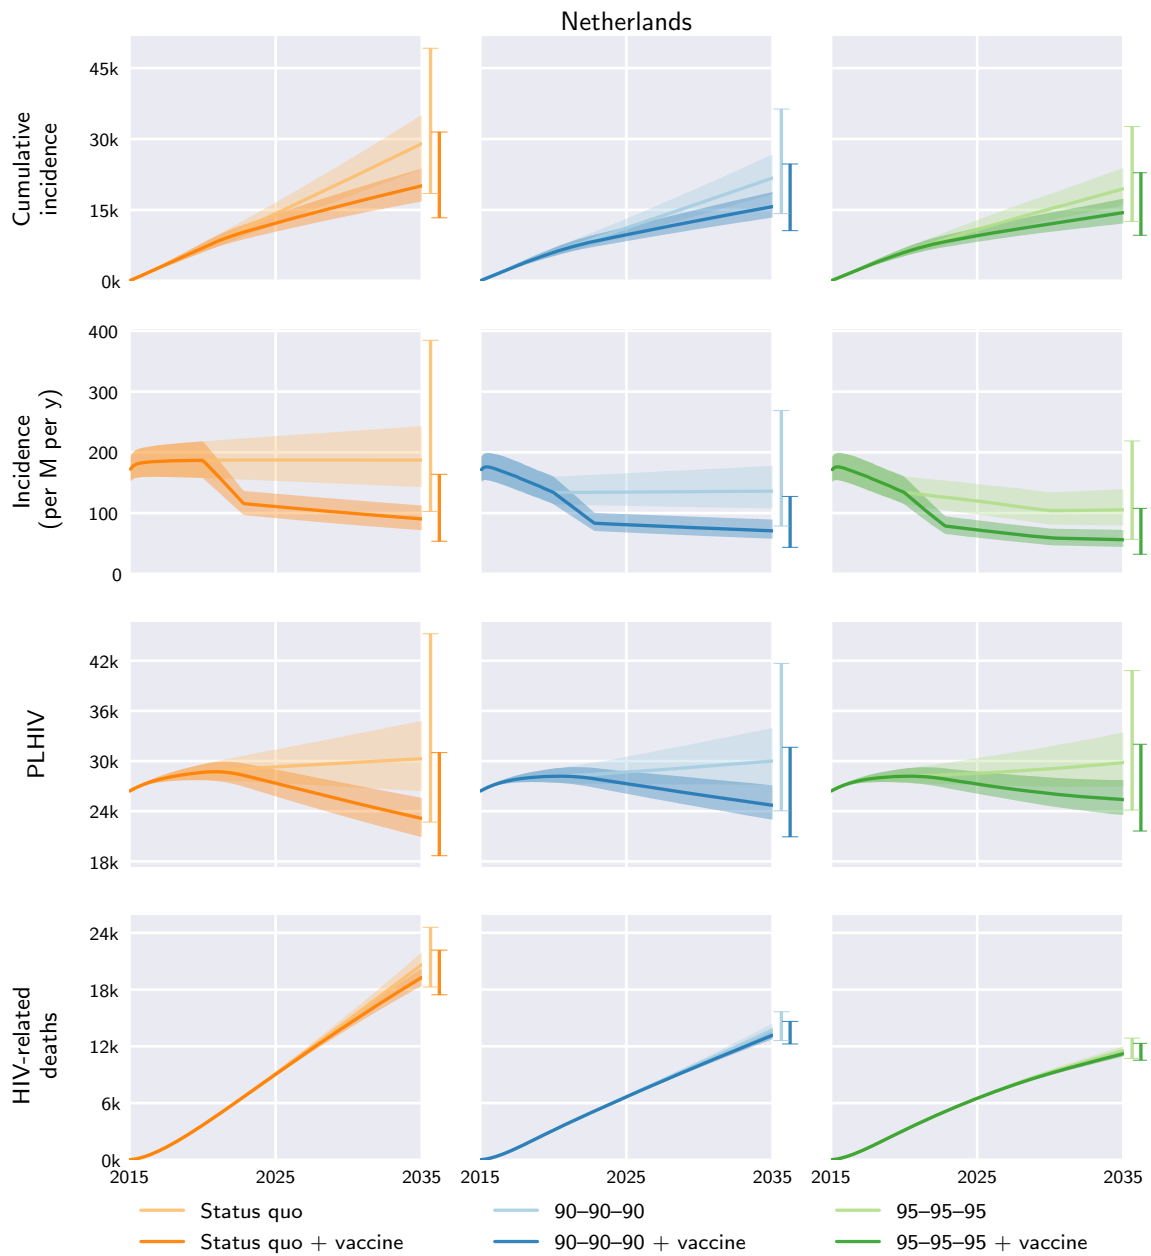 Netherlands
Cumulative
incidence
45k
30k
15k
0k
Incidence
(per M per y)
400
300
200
100
0
PLHIV
42k
36k
30k
24k
18k
HIV-related
deaths
24k
18k
12k
6k
0k
2015 2025 2035
2015 2025 2035
2015 2025 2035
Status quo
Status quo + vaccine
90–90–90
90–90–90 + vaccine
95–95–95
95–95–95 + vaccine